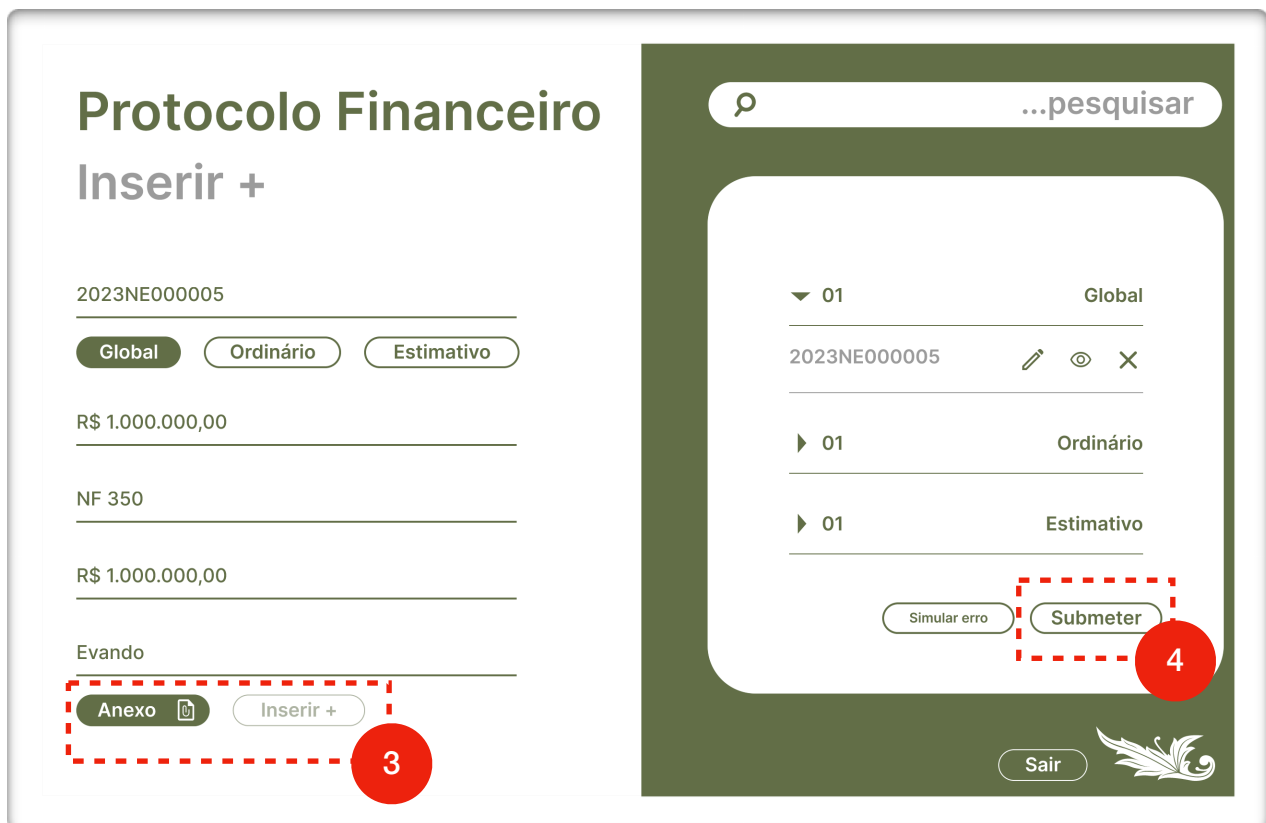 Protocolo Financeiro
Inserir +
2023NE000005
Global Ordinário Estimativo
R$ 1.000.000,00
NF 350
R$ 1.000.000,00
Evando
Anexo Inserir +
3
...pesquisar
01 Global
2023NE000005
01 Ordinário
01 Estimativo
Simular erro Submeter
4
Sair